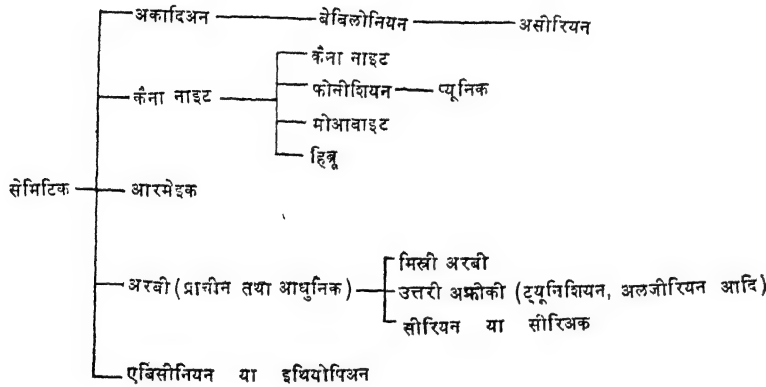 अकादिअन बेबिलोनियन असीरियन
कैना नाइट
कैना नाइट फोनीशियन प्यूनिक
मोआबाइट
हिब्रू
सेमिटिक आरमेइक
मिस्री अरबी
अरबी (प्राचीन तथा आधुनिक) उत्तरी अफ्रीकी (ट्यूनिशियन, अलजीरियन आदि)
सीरियन या सीरिअक
एबिसीनियन या इथियोपिअन